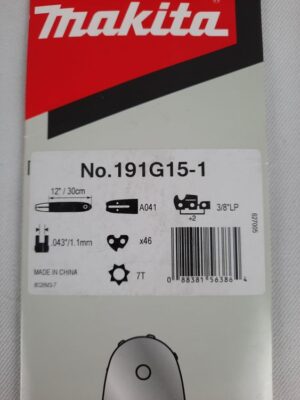 Makita
No.191G15-1
12" / 30cm
A041
3/8"LP
+2
.043"/1.1mm
x46
627005
MADE IN CHINA
7T
0 88381 56386 4